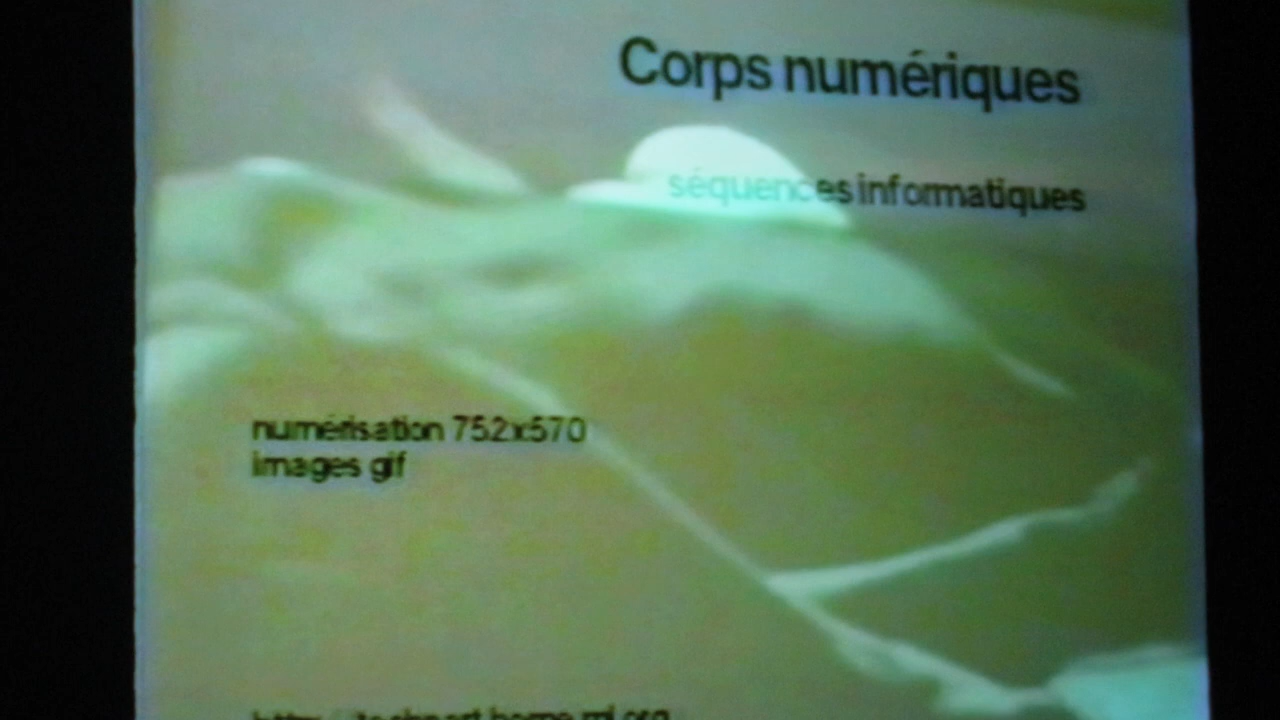 Corps numériques
séquences informatiques
numérisation 752x570
images gif